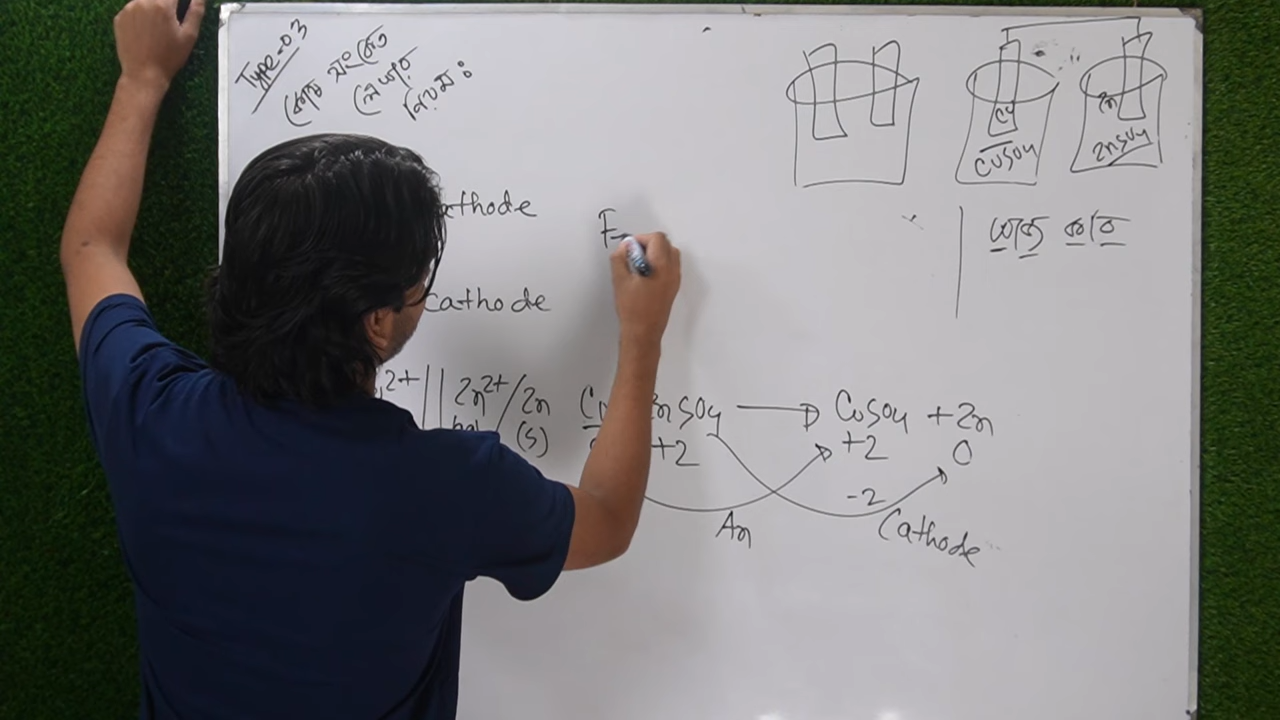 Type-03
কোষ সংকেত
লেখার
নিয়ম :
Cu
CuSO4
Zn
ZnSO4
athode
F
cathode
2+ || Zn2+/Zn
(s)
ZnSO4 → CuSO4 + Zn
+2 +2 0
-2
An
Cathode